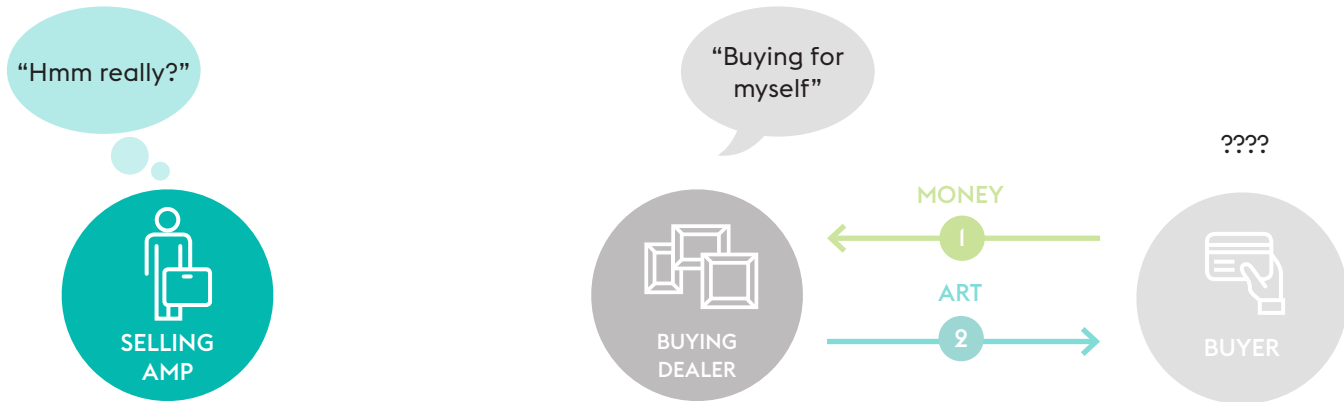 “Hmm really?”
“Buying for
myself”
????
MONEY
1
ART
2
SELLING
AMP
BUYING
DEALER
BUYER